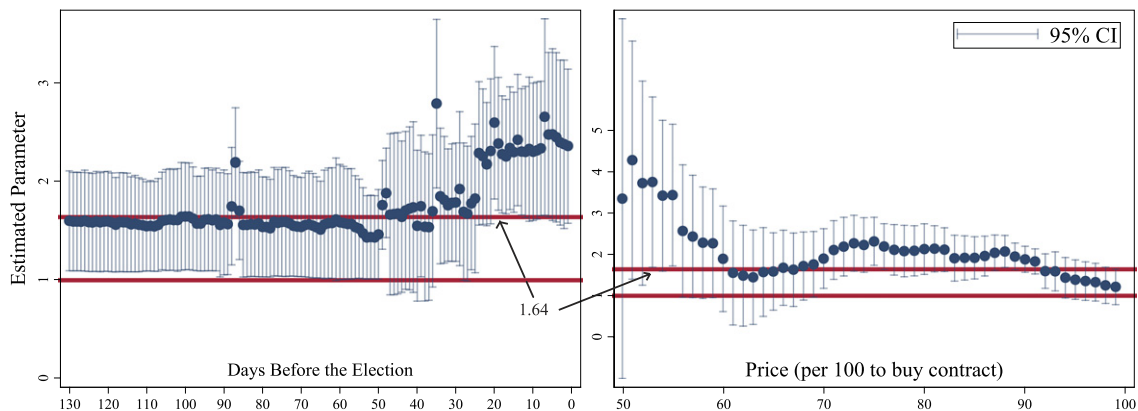 95% CI
Estimated Parameter
3
2
1
0
5
4
3
2
1
0
1.64
Days Before the Election
Price (per 100 to buy contract)
130 120 110 100 90 80 70 60 50 40 30 20 10 0
50 60 70 80 90 100